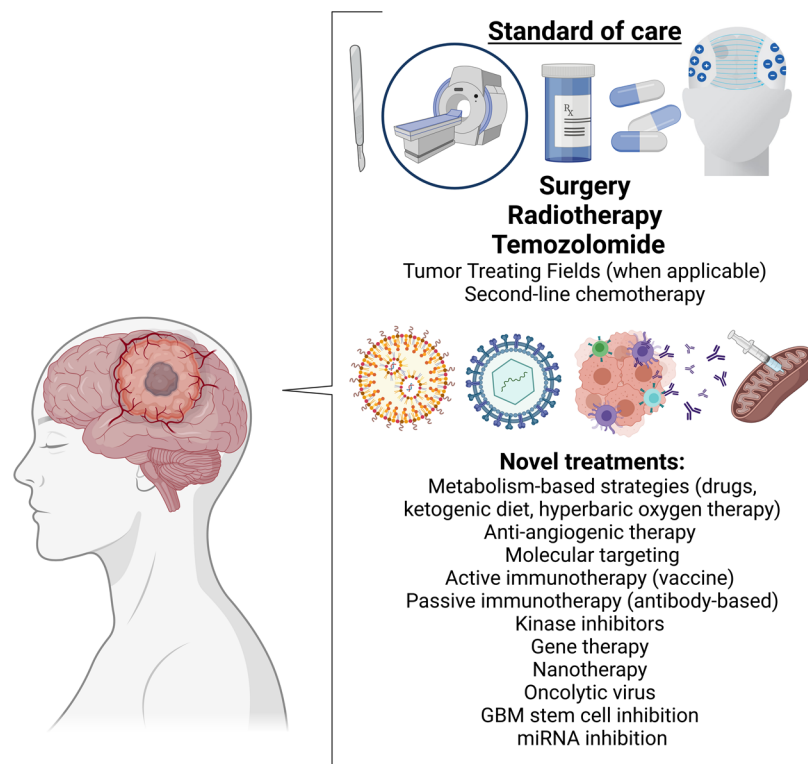 Standard of care
Rx
Surgery
Radiotherapy
Temozolomide
Tumor Treating Fields (when applicable)
Second-line chemotherapy
Novel treatments:
Metabolism-based strategies (drugs,
ketogenic diet, hyperbaric oxygen therapy)
Anti-angiogenic therapy
Molecular targeting
Active immunotherapy (vaccine)
Passive immunotherapy (antibody-based)
Kinase inhibitors
Gene therapy
Nanotherapy
Oncolytic virus
GBM stem cell inhibition
miRNA inhibition